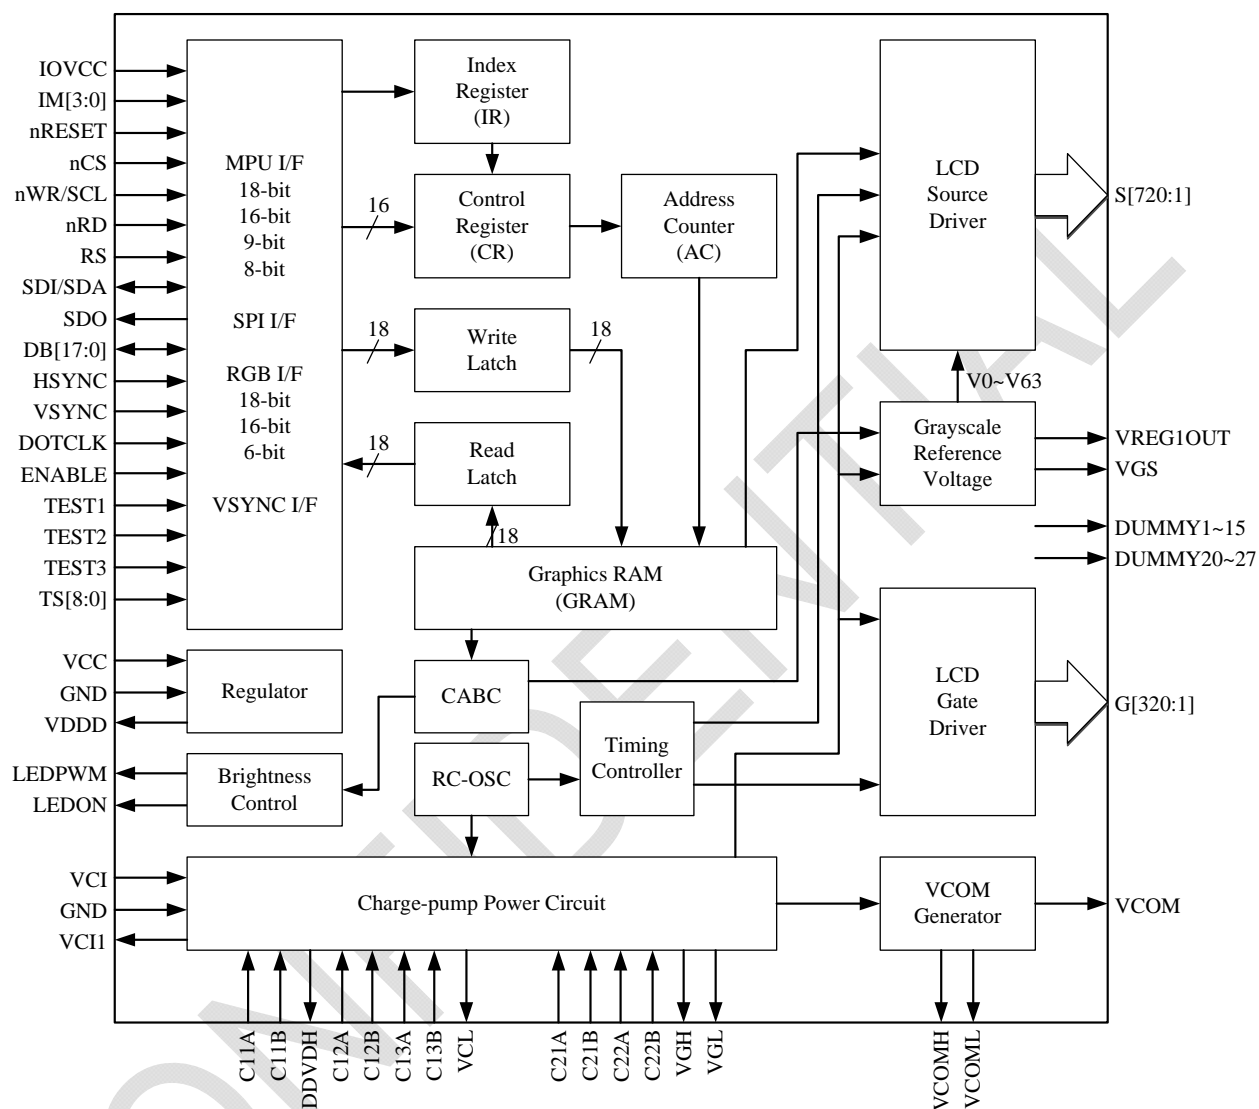 IOVCC
IM[3:0]
nRESET
nCS
nWR/SCL
nRD
RS
SDI/SDA
SDO
DB[17:0]
HSYNC
VSYNC
DOTCLK
ENABLE
TEST1
TEST2
TEST3
TS[8:0]
VCC
GND
VDDD
LEDPWM
LEDON
VCI
GND
VCI1
MPU I/F
18-bit
16-bit
9-bit
8-bit
SPI I/F
RGB I/F
18-bit
16-bit
6-bit
VSYNC I/F
Regulator
Brightness
Control
16
18
18
18
18
Index
Register
(IR)
Control
Register
(CR)
Address
Counter
(AC)
Write
Latch
Read
Latch
Graphics RAM
(GRAM)
CABC
RC-OSC
Timing
Controller
Charge-pump Power Circuit
LCD
Source
Driver
V0~V63
Grayscale
Reference
Voltage
LCD
Gate
Driver
VCOM
Generator
S[720:1]
VREG1OUT
VGS
DUMMY1~15
DUMMY20~27
G[320:1]
VCOM
C11A
C11B
DDVDH
C12A
C12B
C13A
C13B
VCL
C21A
C21B
C22A
C22B
VGH
VGL
VCOMH
VCOML
ONFIDENTIAL